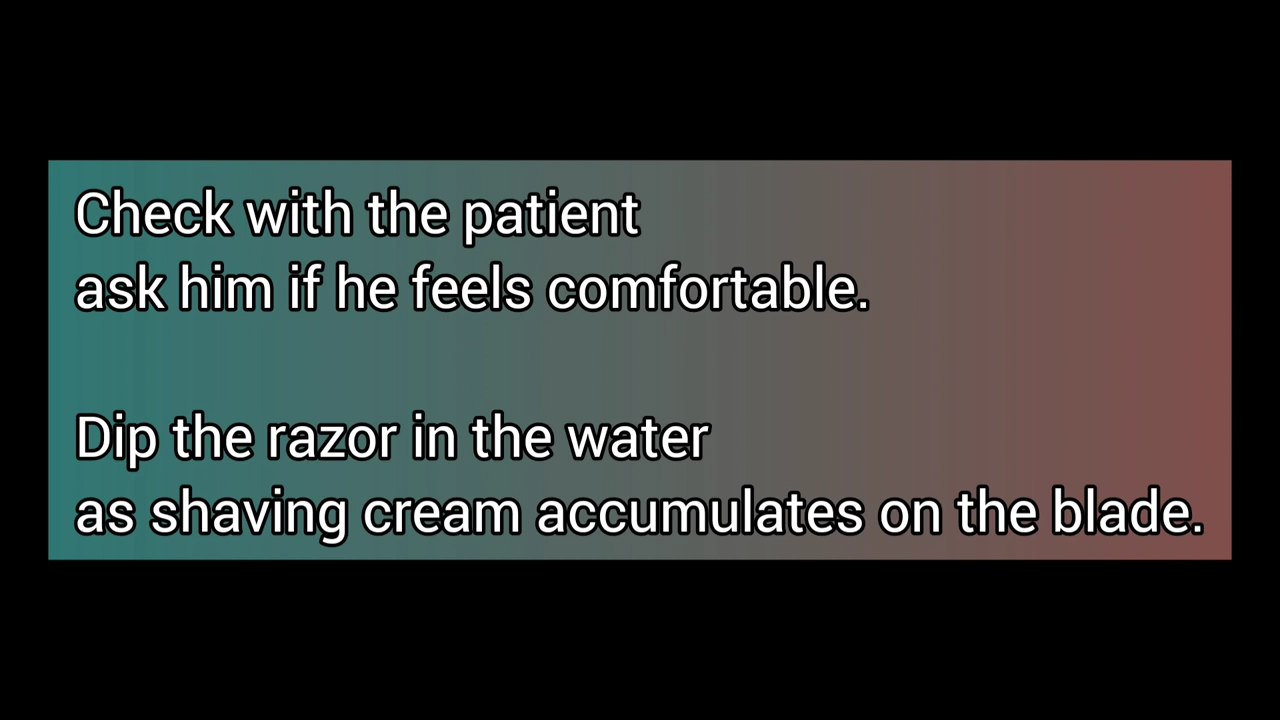 Check with the patient
ask him if he feels comfortable.
Dip the razor in the water
as shaving cream accumulates on the blade.